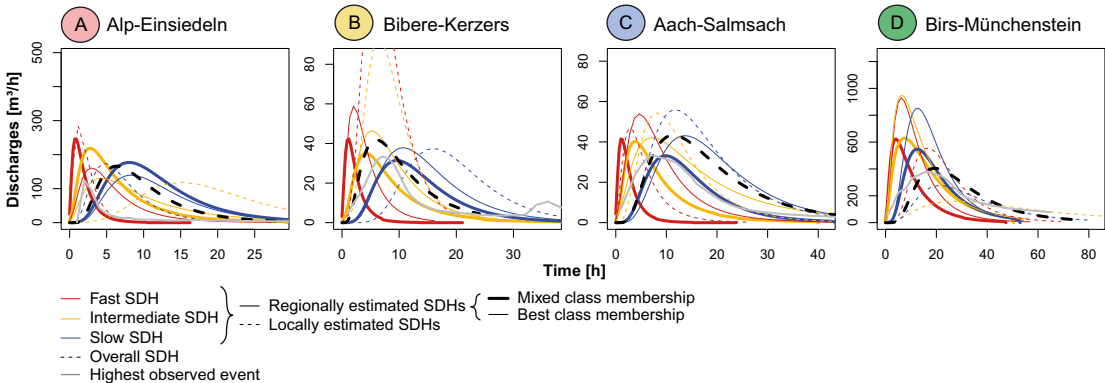 A Alp-Einsiedeln
B Bibere-Kerzers
C Aach-Salmsach
D Birs-Münchenstein
Discharges [m³/h]
0 100 300 500
0 5 10 15 20 25
0 20 40 60 80
0 10 20 30
0 20 40 60 80
0 10 20 30 40
0 200 600 1000
0 20 40 60 80
Time [h]
Fast SDH
Intermediate SDH
Slow SDH
Overall SDH
Highest observed event
Regionally estimated SDHs
Locally estimated SDHs
Mixed class membership
Best class membership